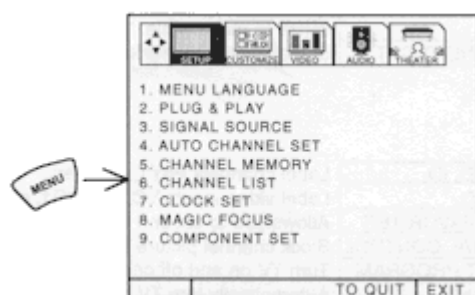 SETUP CUSTOMIZE VIDEO AUDIO THEATER
1. MENU LANGUAGE
2. PLUG & PLAY
3. SIGNAL SOURCE
4. AUTO CHANNEL SET
MENU
5. CHANNEL MEMORY
6. CHANNEL LIST
7. CLOCK SET
8. MAGIC FOCUS
9. COMPONENT SET
TO QUIT EXIT